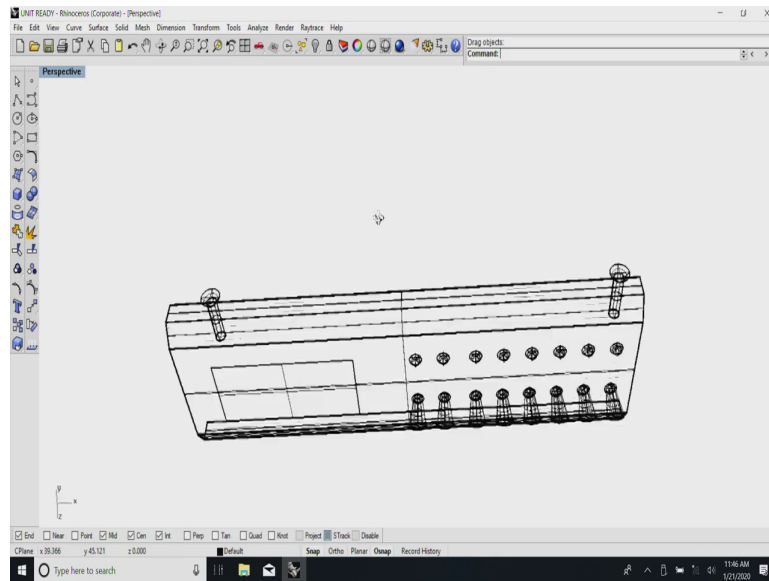 UNIT READY - Rhinoceros (Corporate) - [Perspective]
File Edit View Curve Surface Solid Mesh Dimension Transform Tools Analyze Render Raytrace Help
Drag objects:
Command:
Perspective
y
x
z
End Near Point Mid Cen Int Perp Tan Quad Knot Project STrack Disable
CPlane x 39.366 y 45.121 z 0.000 Default Snap Ortho Planar Osnap Record History
Type here to search
11:46 AM
1/21/2020